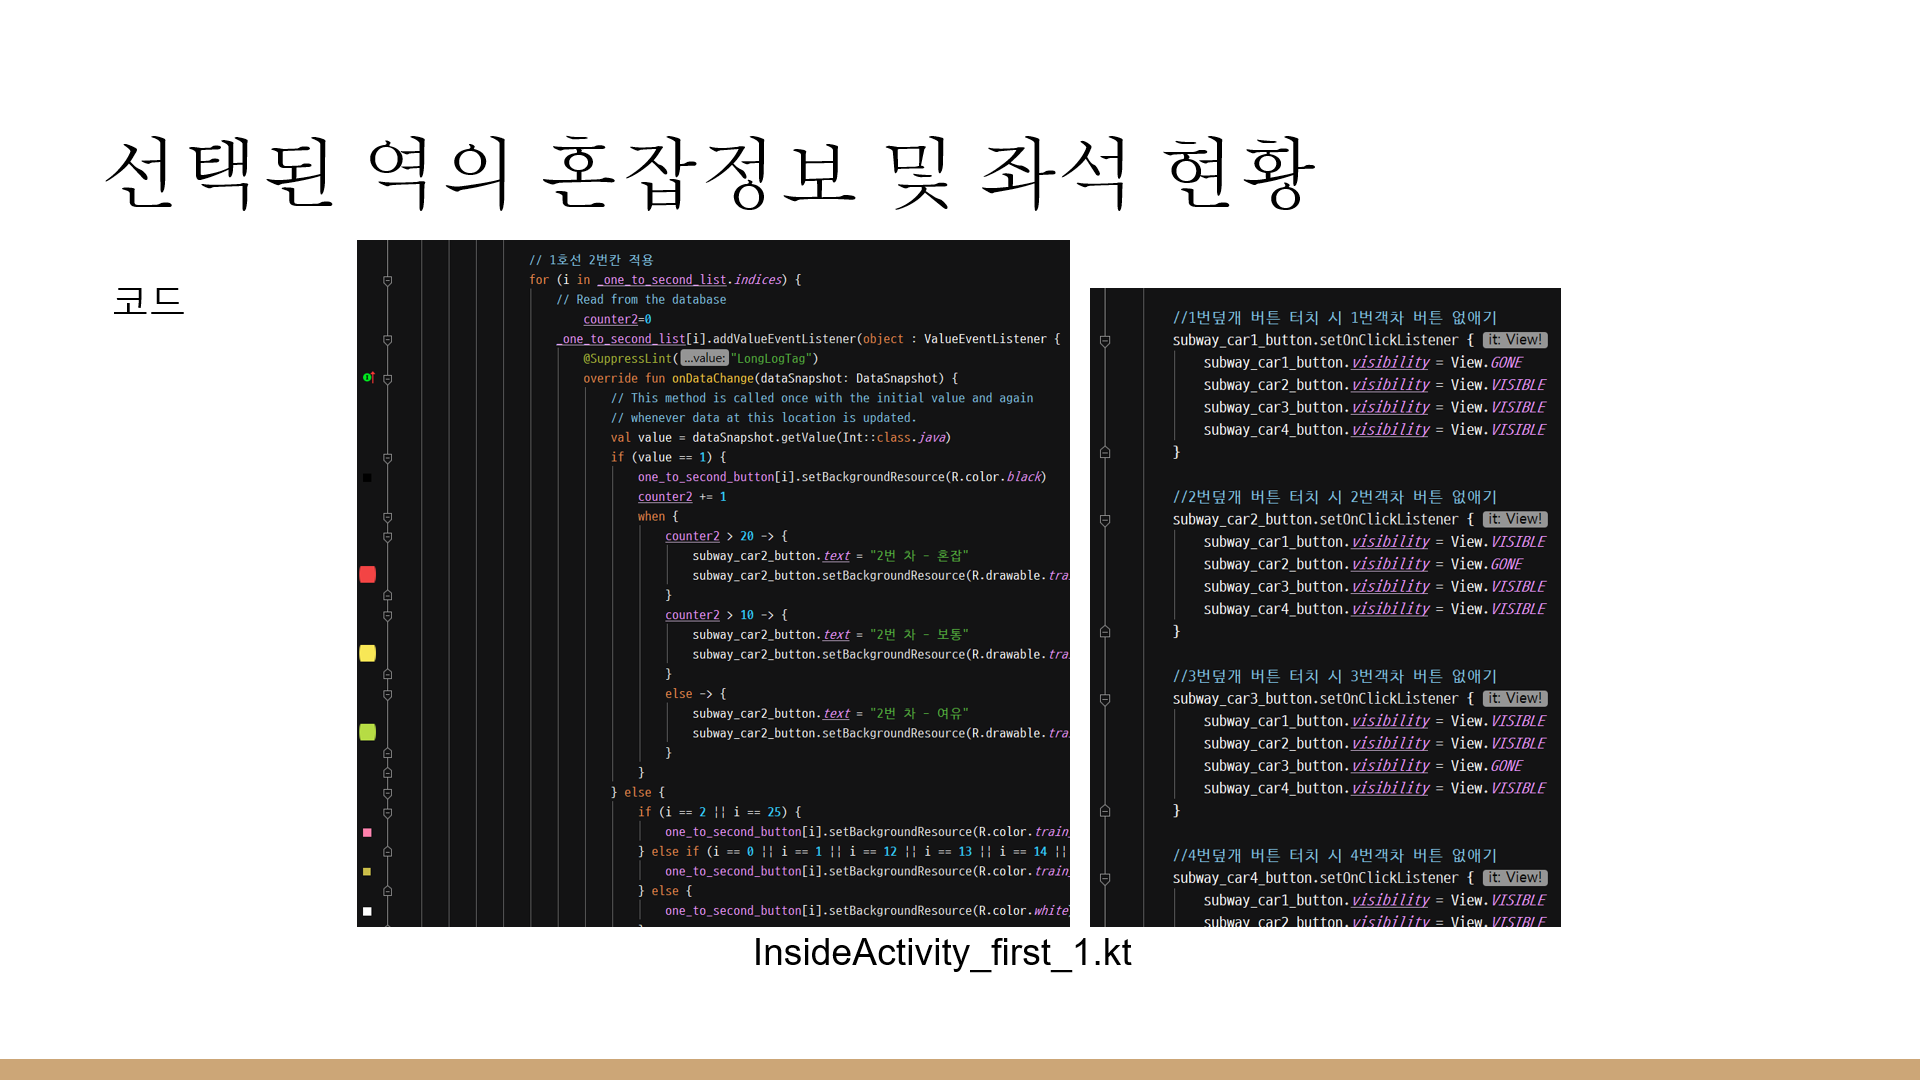 선택된 역의 혼잡정보 및 좌석 현황
코드
// 1호선 2번칸 적용
for (i in _one_to_second_list.indices) {
// Read from the database
counter2=0
_one_to_second_list[i].addValueEventListener(object : ValueEventListener {
@SuppressLint( ...value: "LongLogTag")
override fun onDataChange(dataSnapshot: DataSnapshot) {
// This method is called once with the initial value and again
// whenever data at this location is updated.
val value = dataSnapshot.getValue(Int::class.java)
if (value == 1) {
one_to_second_button[i].setBackgroundResource(R.color.black)
counter2 += 1
when {
counter2 > 20 -> {
subway_car2_button.text = "2번 차 - 혼잡"
subway_car2_button.setBackgroundResource(R.drawable.trai
}
counter2 > 10 -> {
subway_car2_button.text = "2번 차 - 보통"
subway_car2_button.setBackgroundResource(R.drawable.trai
}
else -> {
subway_car2_button.text = "2번 차 - 여유"
subway_car2_button.setBackgroundResource(R.drawable.trai
}
}
} else {
if (i == 2 || i == 25) {
one_to_second_button[i].setBackgroundResource(R.color.train
} else if (i == 0 || i == 1 || i == 12 || i == 13 || i == 14 ||
one_to_second_button[i].setBackgroundResource(R.color.train
} else {
one_to_second_button[i].setBackgroundResource(R.color.white)
//1번덮개 버튼 터치 시 1번객차 버튼 없애기
subway_car1_button.setOnClickListener { it: View!
subway_car1_button.visibility = View.GONE
subway_car2_button.visibility = View.VISIBLE
subway_car3_button.visibility = View.VISIBLE
subway_car4_button.visibility = View.VISIBLE
}
//2번덮개 버튼 터치 시 2번객차 버튼 없애기
subway_car2_button.setOnClickListener { it: View!
subway_car1_button.visibility = View.VISIBLE
subway_car2_button.visibility = View.GONE
subway_car3_button.visibility = View.VISIBLE
subway_car4_button.visibility = View.VISIBLE
}
//3번덮개 버튼 터치 시 3번객차 버튼 없애기
subway_car3_button.setOnClickListener { it: View!
subway_car1_button.visibility = View.VISIBLE
subway_car2_button.visibility = View.VISIBLE
subway_car3_button.visibility = View.GONE
subway_car4_button.visibility = View.VISIBLE
}
//4번덮개 버튼 터치 시 4번객차 버튼 없애기
subway_car4_button.setOnClickListener { it: View!
subway_car1_button.visibility = View.VISIBLE
subway_car2_button.visibility = View.VISIBLE
InsideActivity_first_1.kt